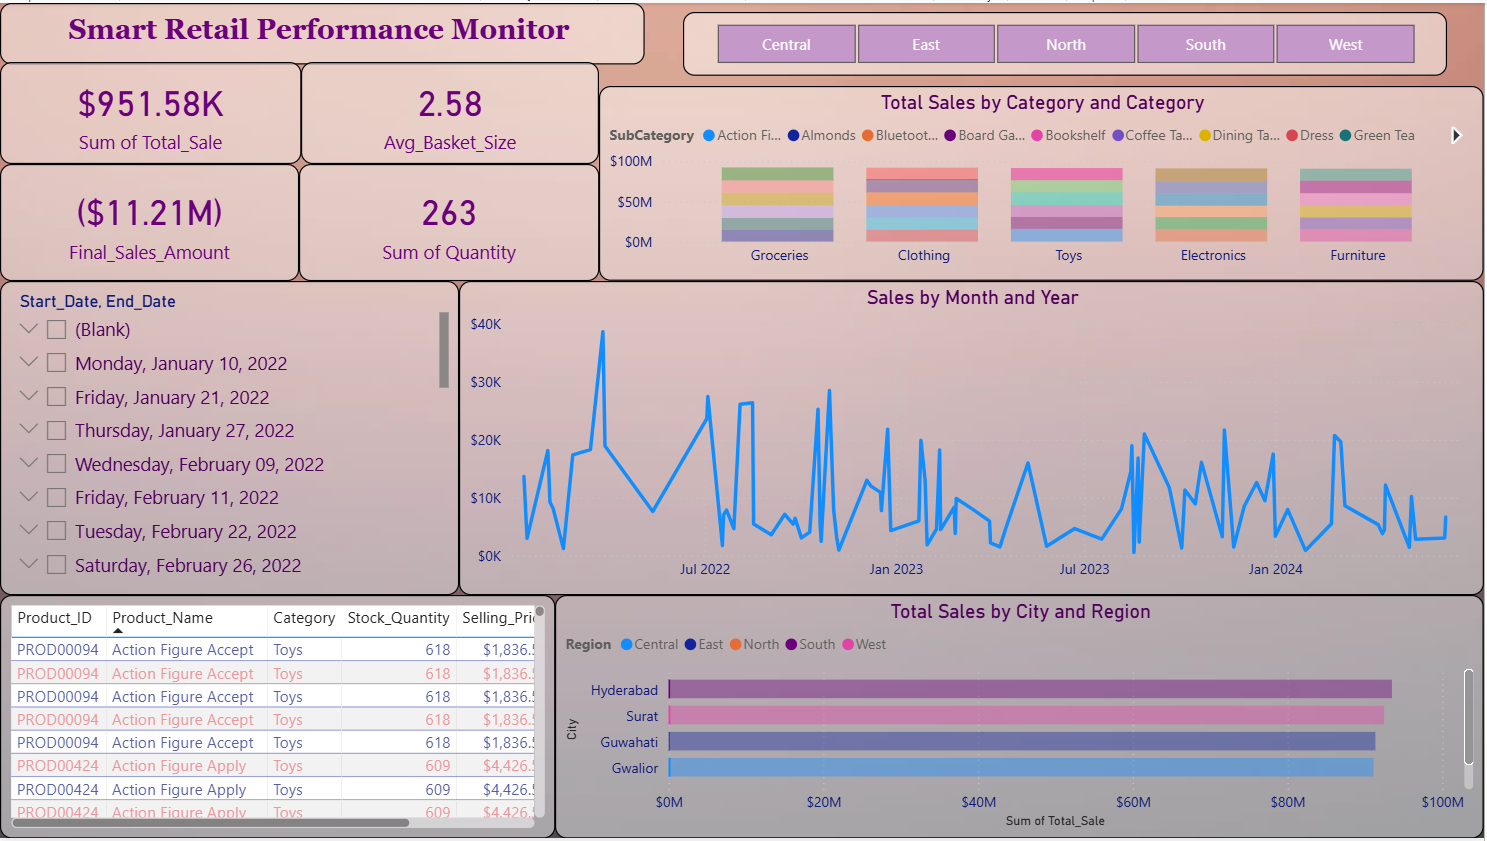 Smart Retail Performance Monitor
Central East North South West
$951.58K
Sum of Total_Sale
2.58
Avg_Basket_Size
($11.21M)
Final_Sales_Amount
263
Sum of Quantity
Total Sales by Category and Category
SubCategory Action Fi... Almonds Bluetoot... Board Ga... Bookshelf Coffee Ta... Dining Ta... Dress Green Tea
$100M
$50M
$0M
Groceries Clothing Toys Electronics Furniture
Start_Date, End_Date
(Blank)
Monday, January 10, 2022
Friday, January 21, 2022
Thursday, January 27, 2022
Wednesday, February 09, 2022
Friday, February 11, 2022
Tuesday, February 22, 2022
Saturday, February 26, 2022
Sales by Month and Year
$40K
$30K
$20K
$10K
$0K
Jul 2022 Jan 2023 Jul 2023 Jan 2024
Product_ID Product_Name Category Stock_Quantity Selling_Pri
PROD00094 Action Figure Accept Toys 618 $1,836.5
PROD00094 Action Figure Accept Toys 618 $1,836.5
PROD00094 Action Figure Accept Toys 618 $1,836.5
PROD00094 Action Figure Accept Toys 618 $1,836.5
PROD00094 Action Figure Accept Toys 618 $1,836.5
PROD00424 Action Figure Apply Toys 609 $4,426.5
PROD00424 Action Figure Apply Toys 609 $4,426.5
PROD00424 Action Figure Apply Toys 609 $4,426.5
Total Sales by City and Region
Region Central East North South West
City
Hyderabad
Surat
Guwahati
Gwalior
$0M $20M $40M $60M $80M $100M
Sum of Total_Sale